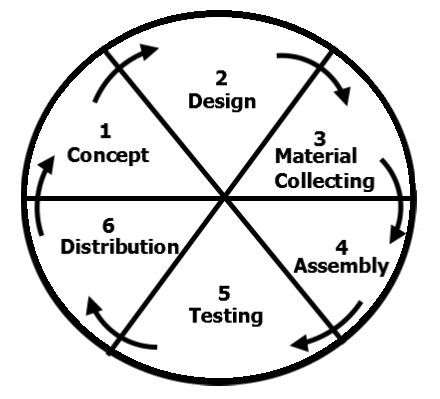 1
Concept
2
Design
3
Material
Collecting
4
Assembly
5
Testing
6
Distribution